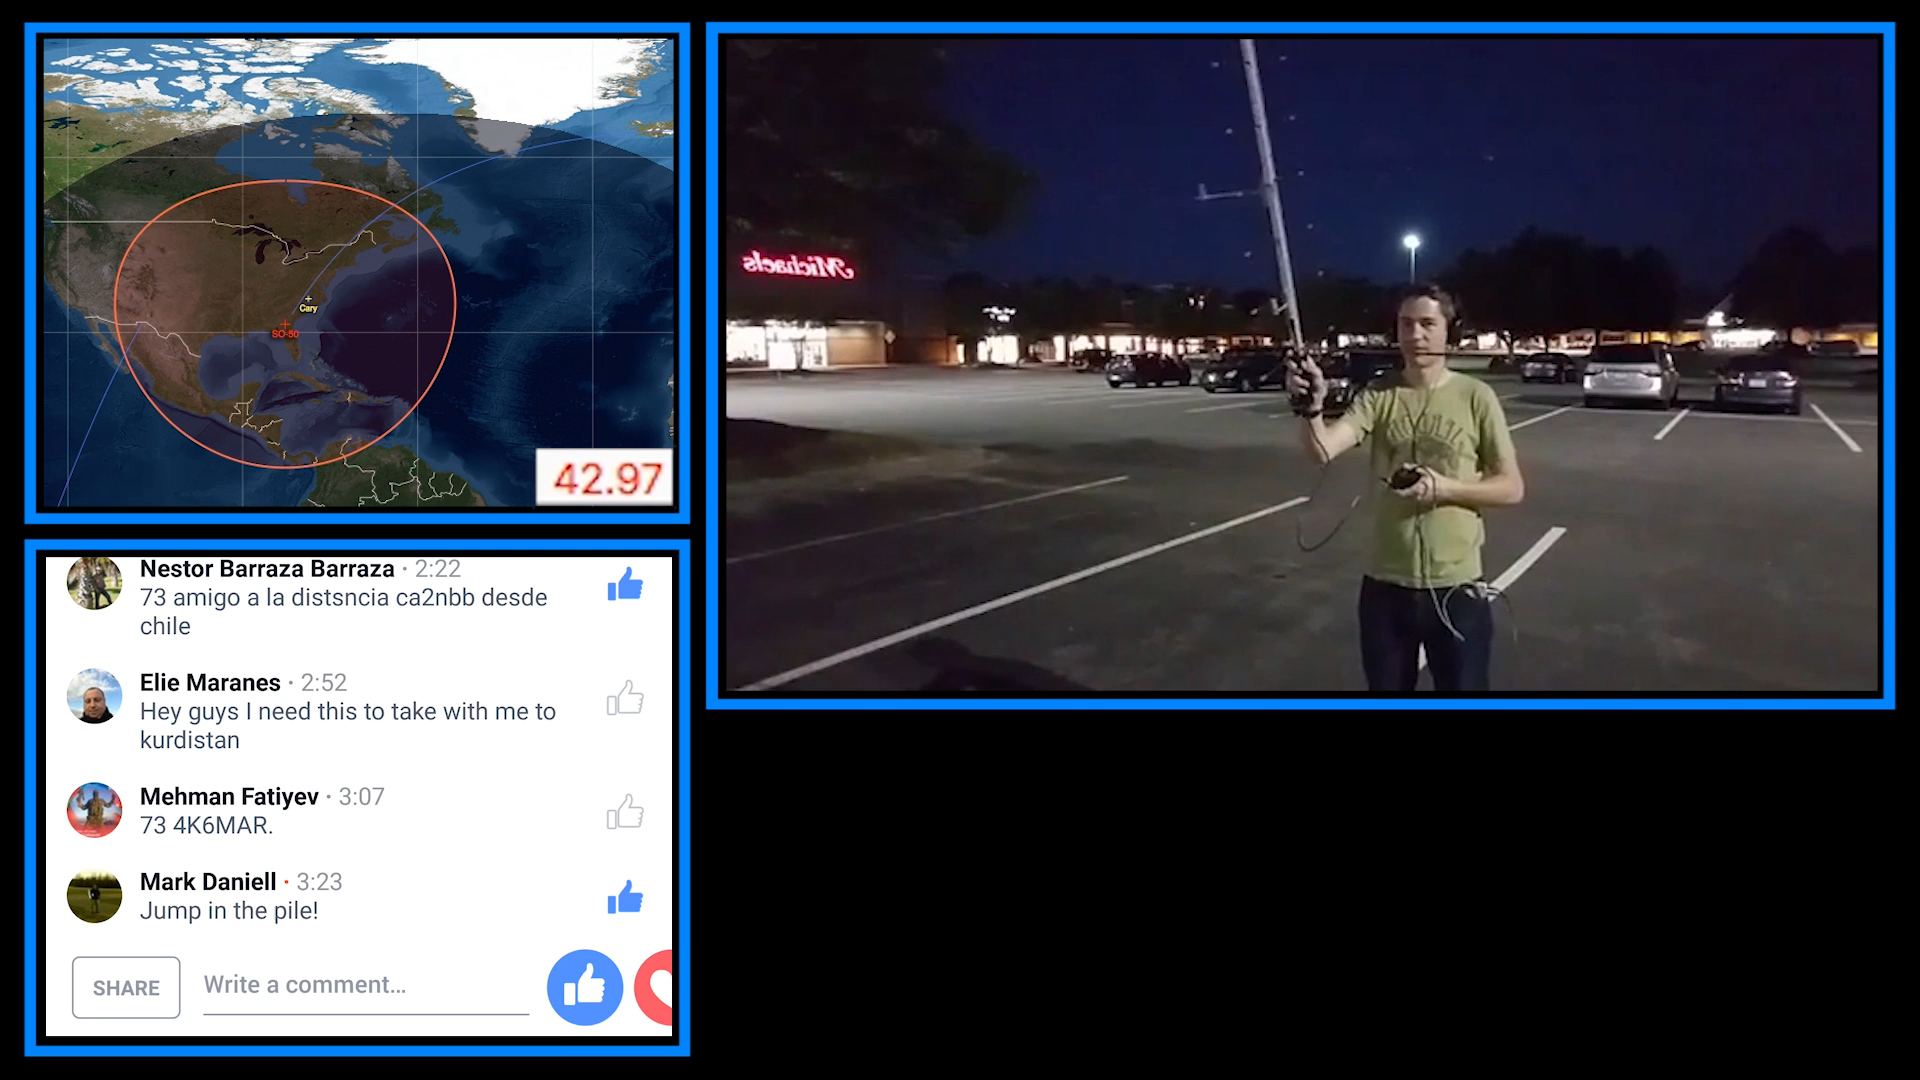 Cary
SO-50
42.97
Michaels
Nestor Barraza Barraza · 2:22
73 amigo a la distsncia ca2nbb desde
chile
Elie Maranes · 2:52
Hey guys I need this to take with me to
kurdistan
Mehman Fatiyev · 3:07
73 4K6MAR.
Mark Daniell · 3:23
Jump in the pile!
SHARE
Write a comment...